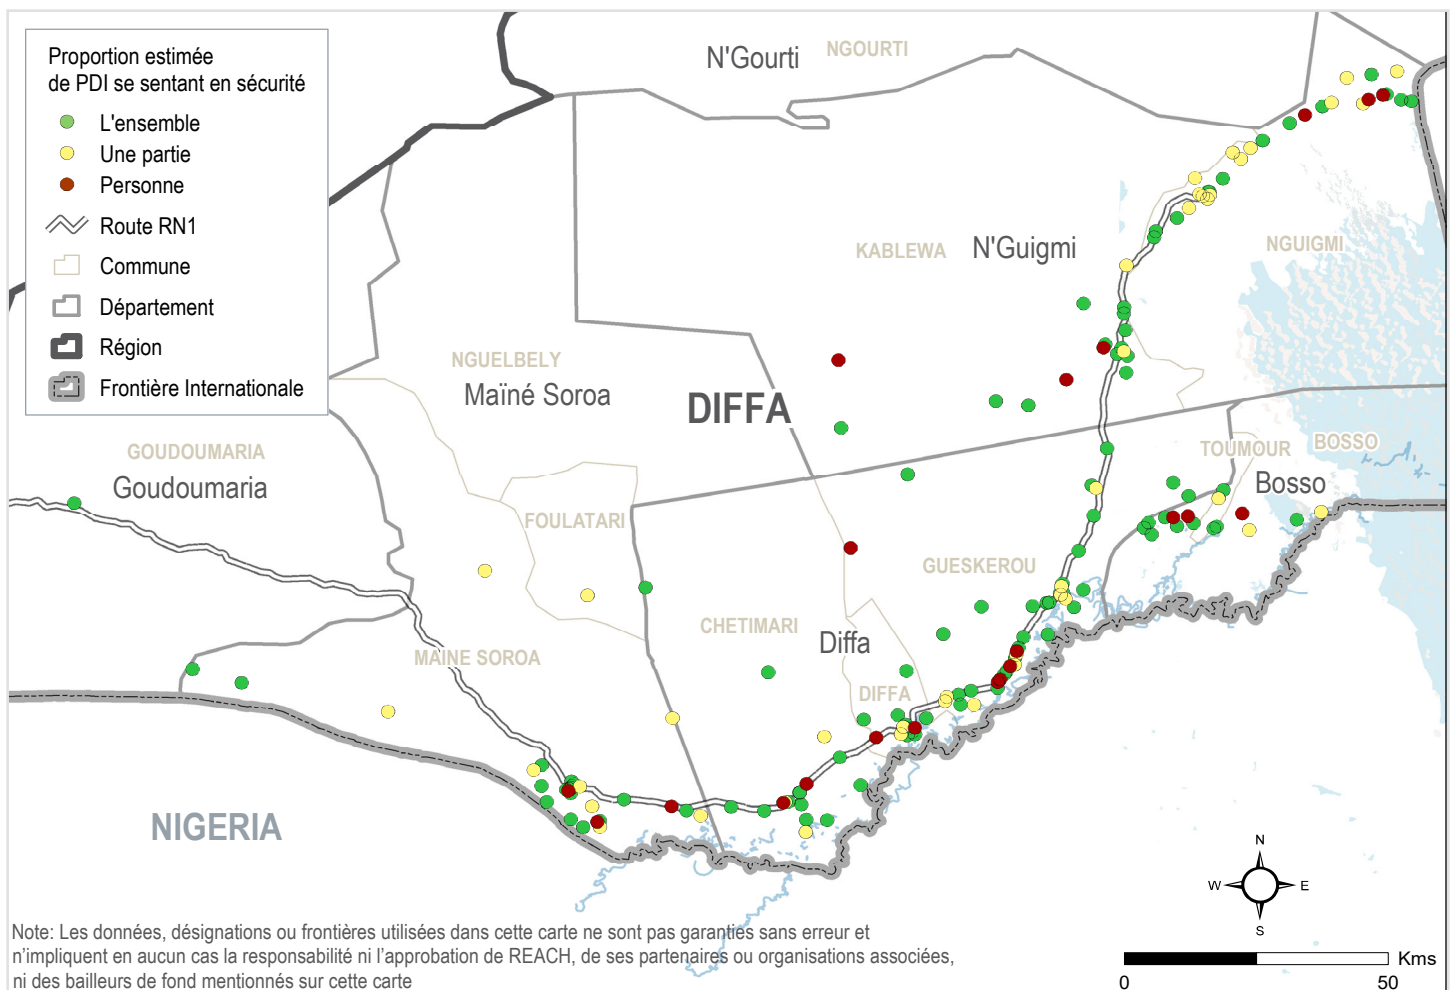 Proportion estimée
de PDI se sentant en sécurité
L'ensemble
Une partie
Personne
Route RN1
Commune
Département
Région
Frontière Internationale
N'Gourti
NGOURTI
KABLEWA
N'Guigmi
NGUIGMI
NGUELBELY
Maïné Soroa
DIFFA
GOUDOUMARIA
Goudoumaria
TOUMOUR
BOSSO
Bosso
FOULATARI
GUESKEROU
CHETIMARI
Diffa
MAINE SOROA
DIFFA
NIGERIA
N
W
E
S
Note: Les données, désignations ou frontières utilisées dans cette carte ne sont pas garanties sans erreur et
n'impliquent en aucun cas la responsabilité ni l'approbation de REACH, de ses partenaires ou organisations associées,
ni des bailleurs de fond mentionnés sur cette carte
Kms
0
50